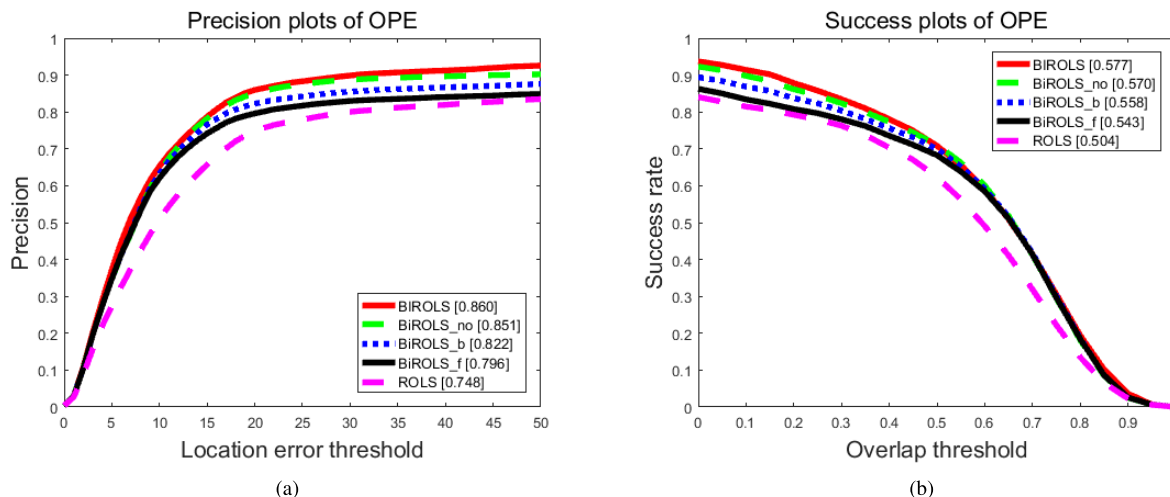 Precision plots of OPE
1
0.9
0.8
0.7
0.6
0.5
0.4
0.3
0.2
0.1
0
Precision
BIROLS [0.860]
BiROLS_no [0.851]
BiROLS_b [0.822]
BiROLS_f [0.796]
ROLS [0.748]
0 5 10 15 20 25 30 35 40 45 50
Location error threshold
(a)
Success plots of OPE
1
0.9
0.8
0.7
0.6
0.5
0.4
0.3
0.2
0.1
0
Success rate
BIROLS [0.577]
BiROLS_no [0.570]
BiROLS_b [0.558]
BiROLS_f [0.543]
ROLS [0.504]
0 0.1 0.2 0.3 0.4 0.5 0.6 0.7 0.8 0.9
Overlap threshold
(b)